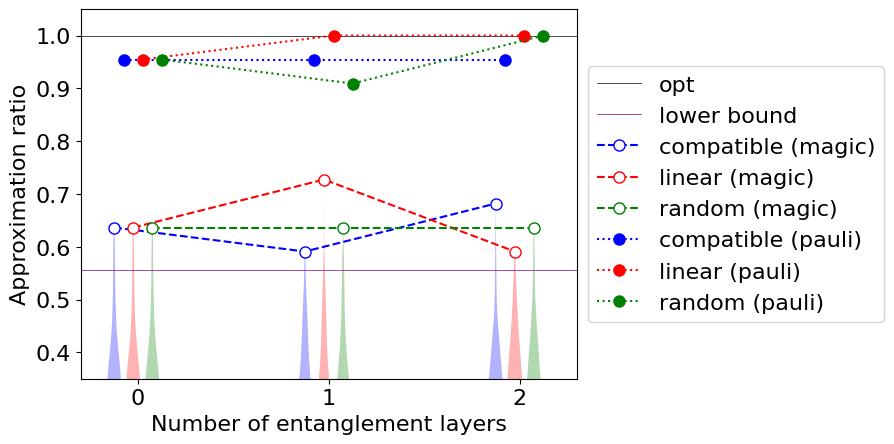 1.0
0.9
0.8
0.7
0.6
0.5
0.4
Approximation ratio
0 1 2
Number of entanglement layers
opt
lower bound
compatible (magic)
linear (magic)
random (magic)
compatible (pauli)
linear (pauli)
random (pauli)